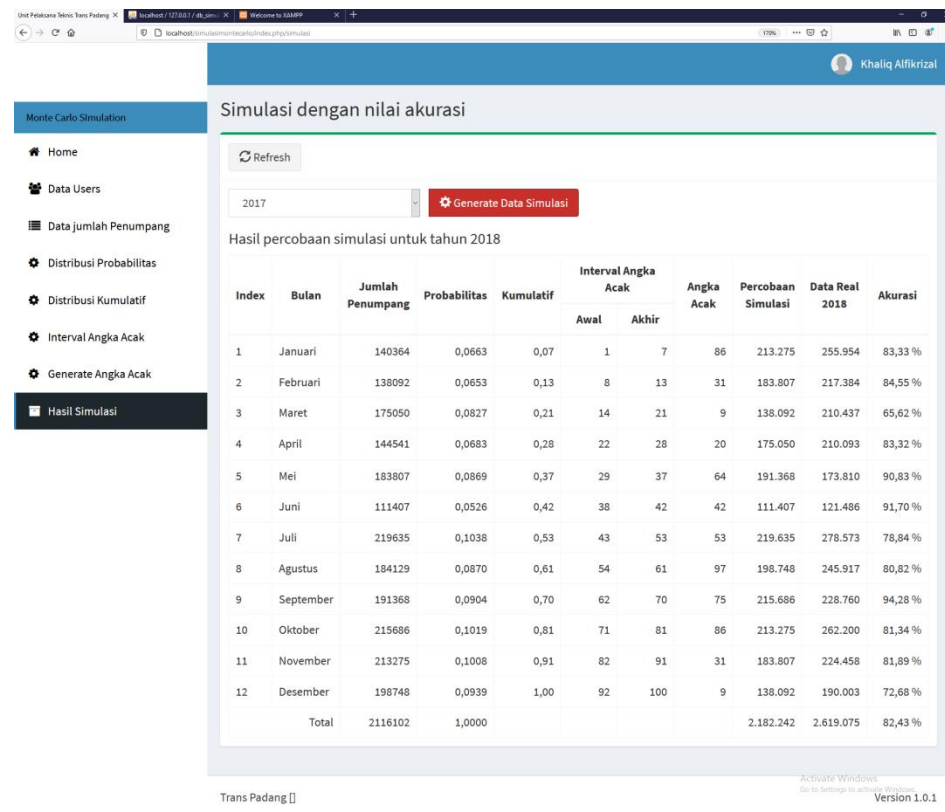 Unit Pelaksana Teknis Trans Padang
localhost / 127.0.0.1 / db_simu
Welcome to XAMPP
localhost/simulasimontecarlo/index.php/simulasi
170%
Khaliq Alfikrizal
Monte Carlo Simulation
Home
Data Users
Data jumlah Penumpang
Distribusi Probabilitas
Distribusi Kumulatif
Interval Angka Acak
Generate Angka Acak
Hasil Simulasi
Simulasi dengan nilai akurasi
Refresh
2017 Generate Data Simulasi
Hasil percobaan simulasi untuk tahun 2018
Index Bulan Jumlah Penumpang Probabilitas Kumulatif Interval Angka Acak Angka Acak Percobaan Simulasi Data Real 2018 Akurasi
Awal Akhir
1 Januari 140364 0,0663 0,07 1 7 86 213.275 255.954 83,33 %
2 Februari 138092 0,0653 0,13 8 13 31 183.807 217.384 84,55 %
3 Maret 175050 0,0827 0,21 14 21 9 138.092 210.437 65,62 %
4 April 144541 0,0683 0,28 22 28 20 175.050 210.093 83,32 %
5 Mei 183807 0,0869 0,37 29 37 64 191.368 173.810 90,83 %
6 Juni 111407 0,0526 0,42 38 42 42 111.407 121.486 91,70 %
7 Juli 219635 0,1038 0,53 43 53 53 219.635 278.573 78,84 %
8 Agustus 184129 0,0870 0,61 54 61 97 198.748 245.917 80,82 %
9 September 191368 0,0904 0,70 62 70 75 215.686 228.760 94,28 %
10 Oktober 215686 0,1019 0,81 71 81 86 213.275 262.200 81,34 %
11 November 213275 0,1008 0,91 82 91 31 183.807 224.458 81,89 %
12 Desember 198748 0,0939 1,00 92 100 9 138.092 190.003 72,68 %
Total 2116102 1,0000 2.182.242 2.619.075 82,43 %
Activate Windows
Go to Settings to activate Windows.
Trans Padang [] Version 1.0.1